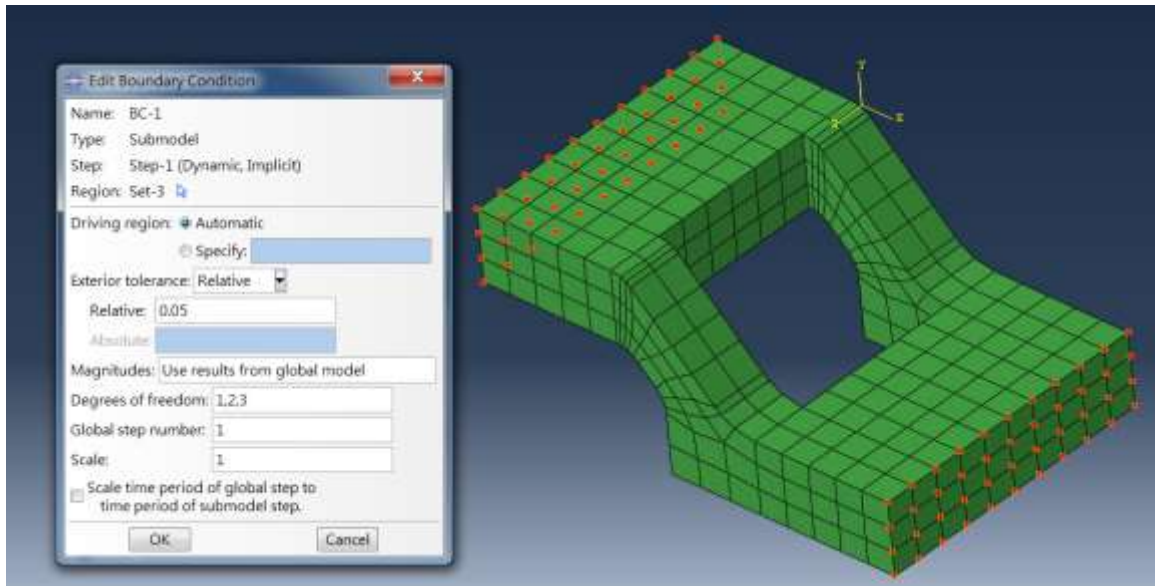 Edit Boundary Condition
Name: BC-1
Type: Submodel
Step: Step-1 (Dynamic, Implicit)
Region: Set-3
Driving region: Automatic
Specify:
Exterior tolerance: Relative
Relative: 0.05
Absolute:
Magnitudes: Use results from global model
Degrees of freedom: 1,2,3
Global step number: 1
Scale: 1
Scale time period of global step to
time period of submodel step.
OK Cancel
Y
X
Z